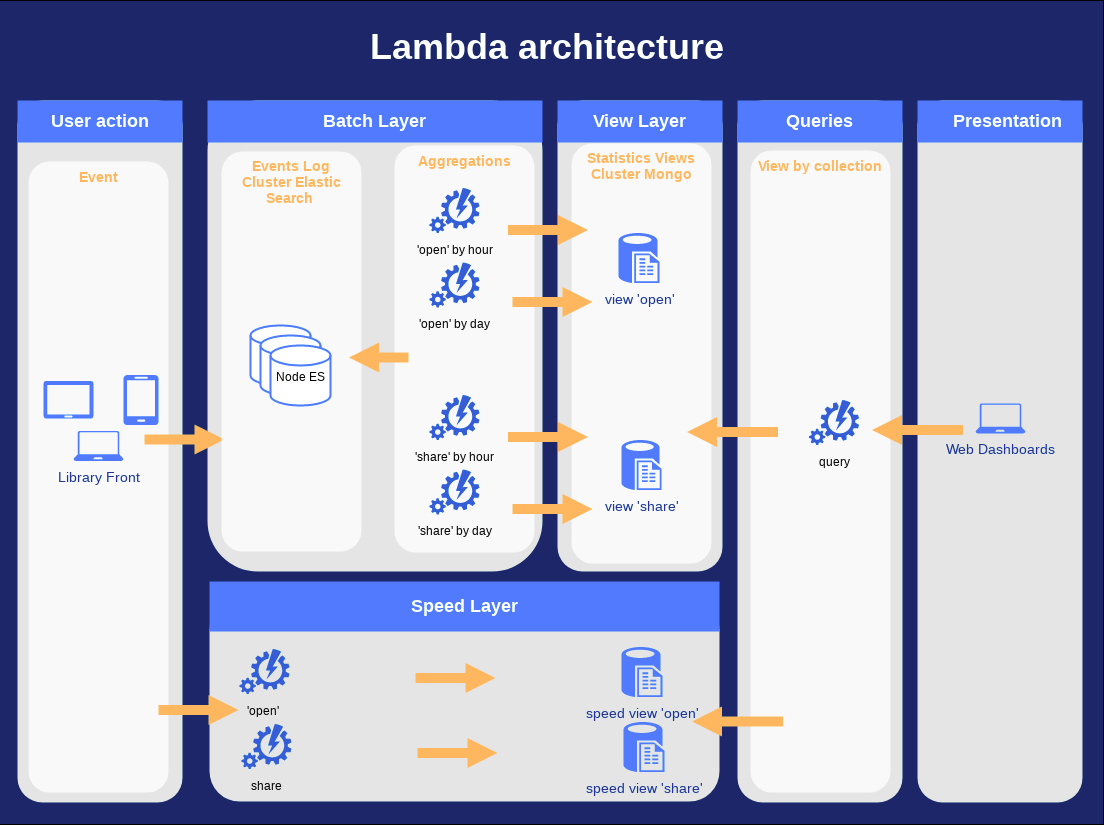 Lambda architecture
User action
Event
Library Front
Batch Layer
Events Log
Cluster Elastic
Search
Node ES
Aggregations
'open' by hour
'open' by day
'share' by hour
'share' by day
View Layer
Statistics Views
Cluster Mongo
view 'open'
view 'share'
Queries
View by collection
query
Presentation
Web Dashboards
Speed Layer
'open'
speed view 'open'
share
speed view 'share'